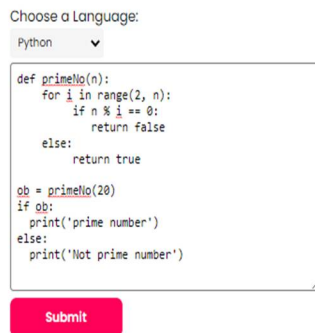 Choose a Language:
Python
def primeNo(n):
    for i in range(2, n):
        if n % i == 0:
            return false
    else:
        return true
ob = primeNo(20)
if ob:
  print('prime number')
else:
  print('Not prime number')
Submit